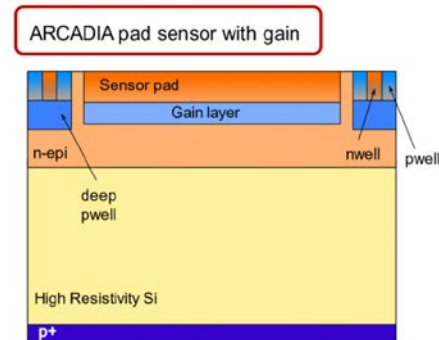 ARCADIA pad sensor with gain
Sensor pad
Gain layer
n-epi
nwell
pwell
deep
pwell
High Resistivity Si
p+